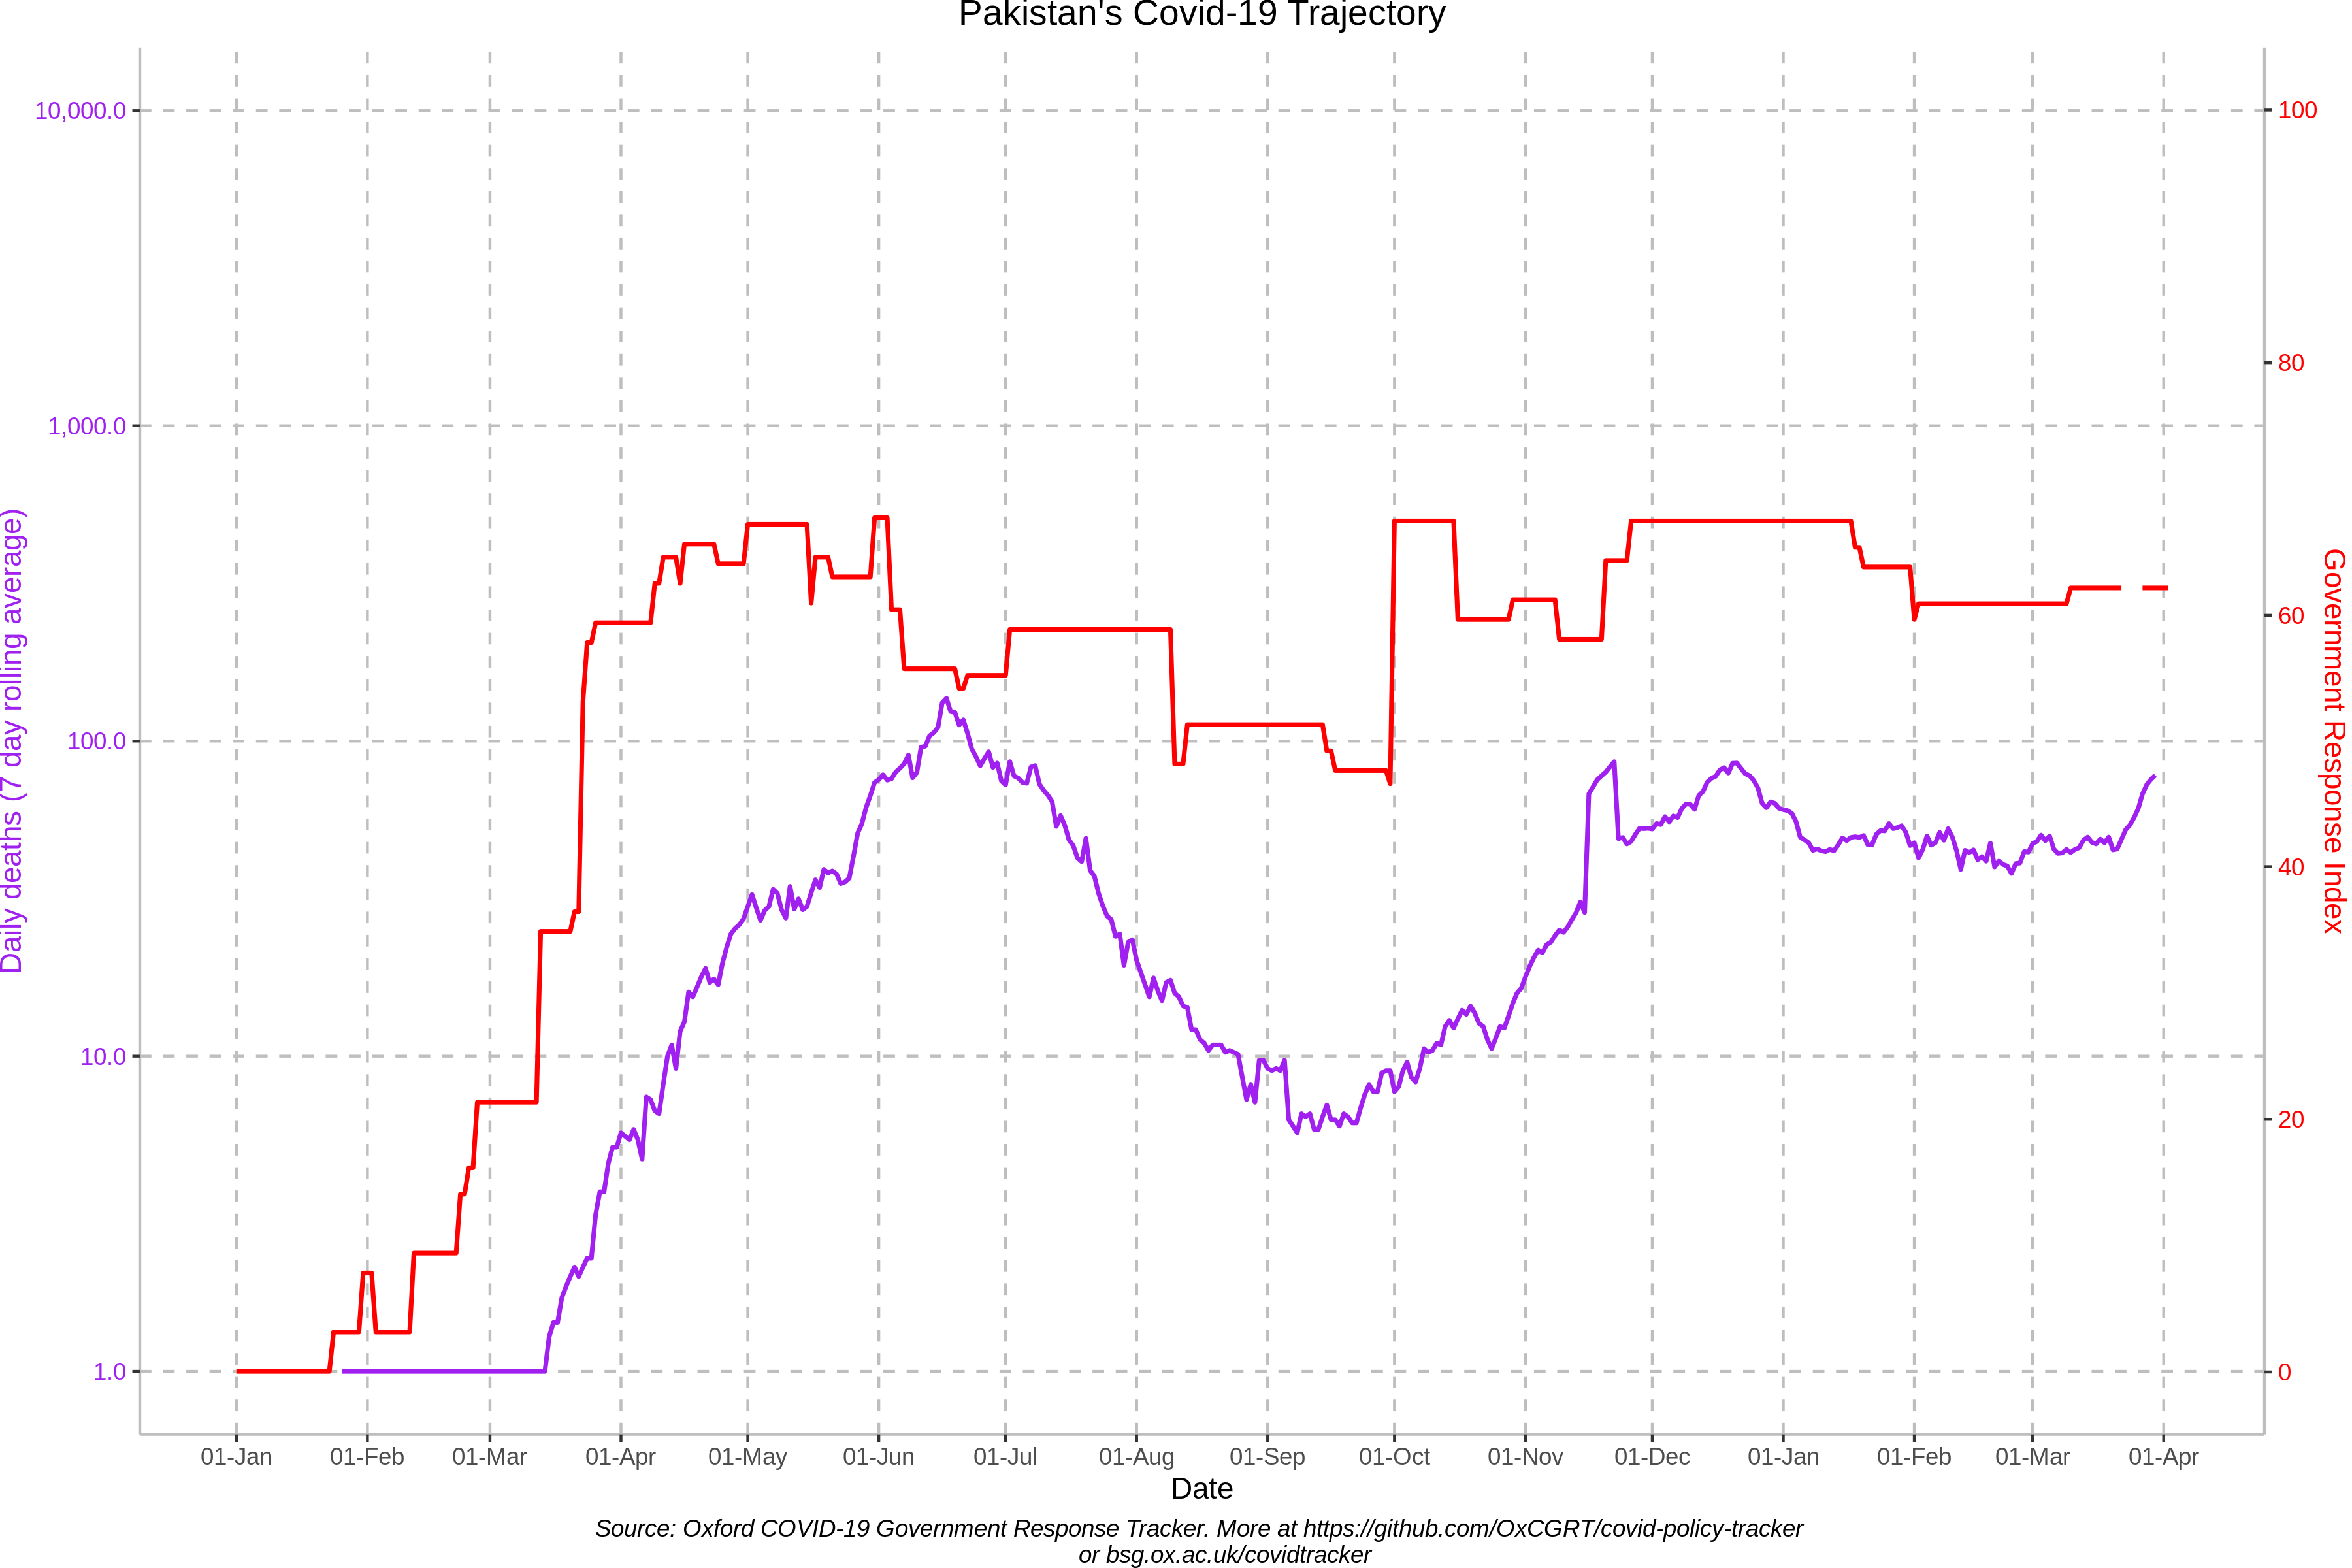 Pakistan's Covid-19 Trajectory
10,000.0
1,000.0
100.0
10.0
1.0
Daily deaths (7 day rolling average)
100
80
60
40
20
0
Government Response Index
01-Jan 01-Feb 01-Mar 01-Apr 01-May 01-Jun 01-Jul 01-Aug 01-Sep 01-Oct 01-Nov 01-Dec 01-Jan 01-Feb 01-Mar 01-Apr
Date
Source: Oxford COVID-19 Government Response Tracker. More at https://github.com/OxCGRT/covid-policy-tracker
or bsg.ox.ac.uk/covidtracker